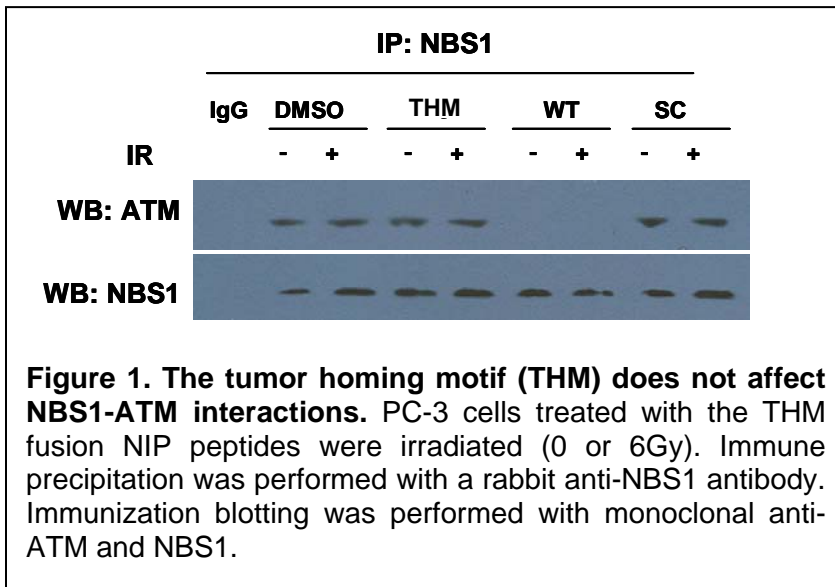 IP: NBS1
IgG DMSO THM WT SC
IR - + - + - + - +
WB: ATM
WB: NBS1
Figure 1. The tumor homing motif (THM) does not affect
NBS1-ATM interactions. PC-3 cells treated with the THM
fusion NIP peptides were irradiated (0 or 6Gy). Immune
precipitation was performed with a rabbit anti-NBS1 antibody.
Immunization blotting was performed with monoclonal anti-
ATM and NBS1.